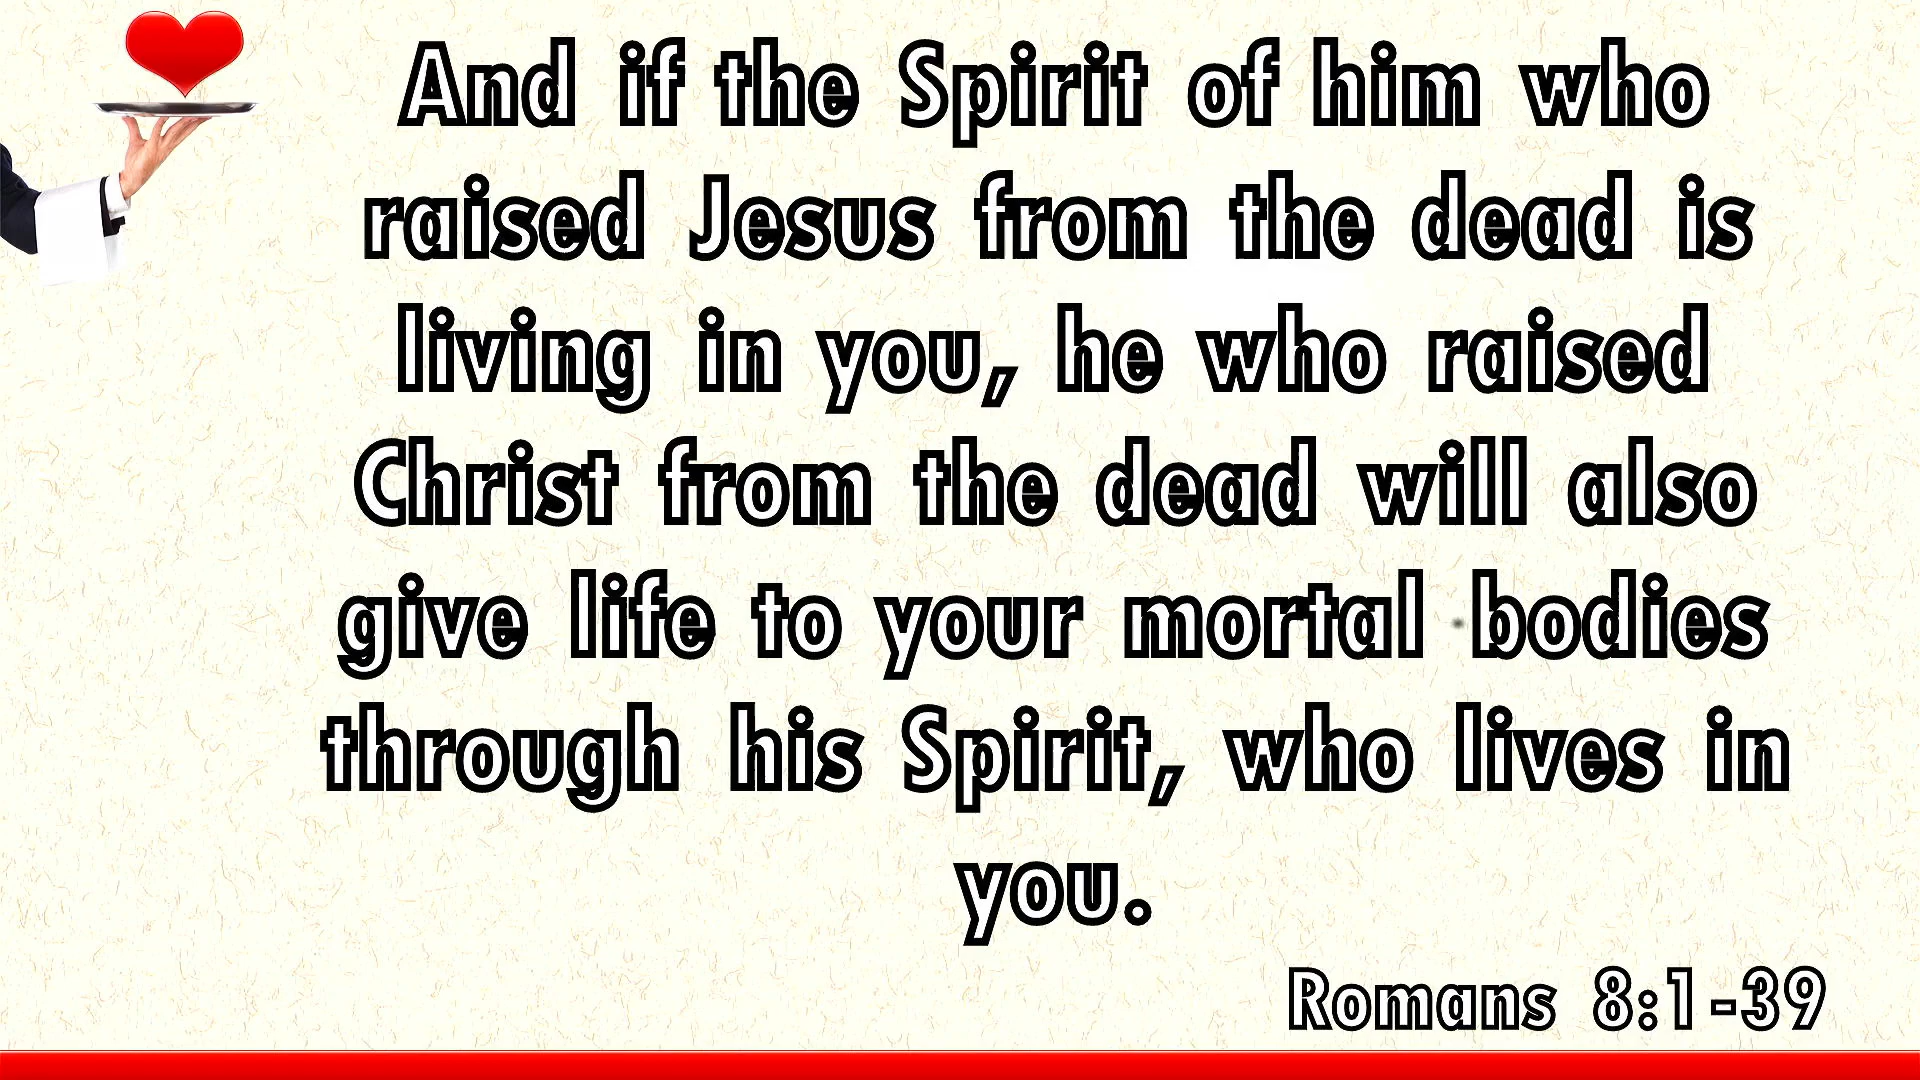 And if the Spirit of him who
raised Jesus from the dead is
living in you, he who raised
Christ from the dead will also
give life to your mortal bodies
through his Spirit, who lives in
you.
Romans 8:1-39